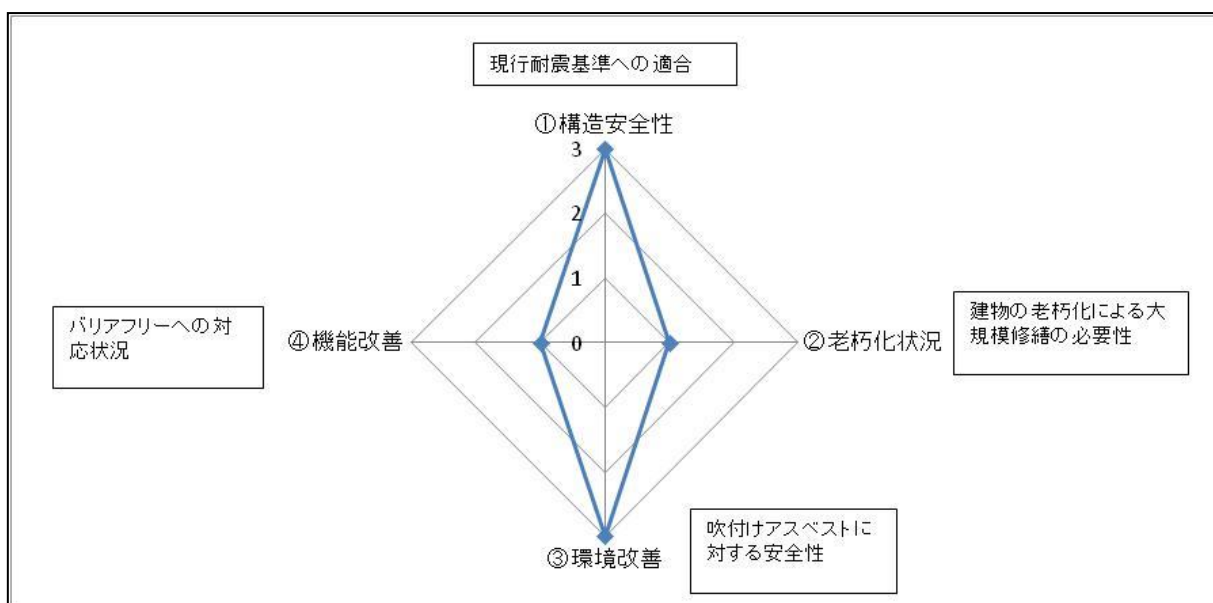 現行耐震基準への適合
①構造安全性
3
2
1
0
バリアフリーへの対
応状況
④機能改善
②老朽化状況
建物の老朽化による大
規模修繕の必要性
③環境改善
吹付けアスベストに
対する安全性